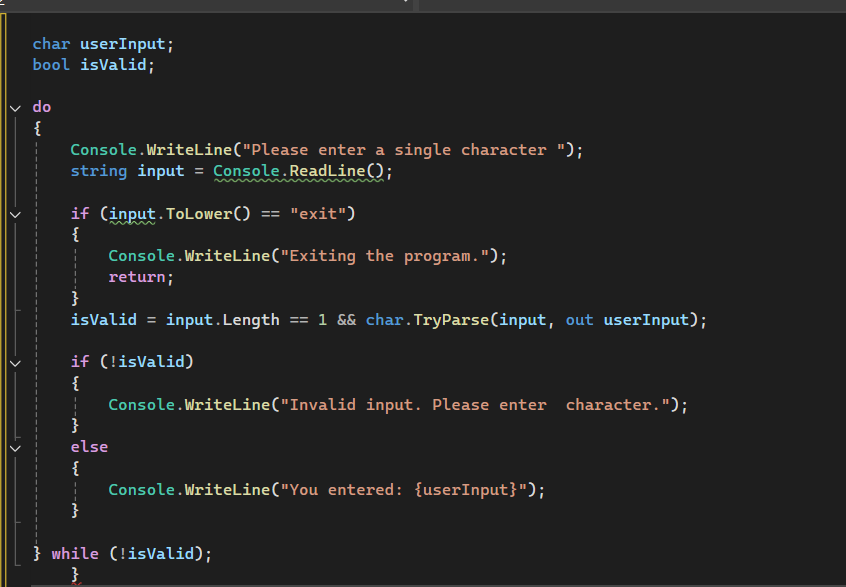 char userInput;
bool isValid;
do
{
Console.WriteLine("Please enter a single character ");
string input = Console.ReadLine();
if (input.ToLower() == "exit")
{
Console.WriteLine("Exiting the program.");
return;
}
isValid = input.Length == 1 && char.TryParse(input, out userInput);
if (!isValid)
{
Console.WriteLine("Invalid input. Please enter  character.");
}
else
{
Console.WriteLine("You entered: {userInput}");
}
} while (!isValid);
}